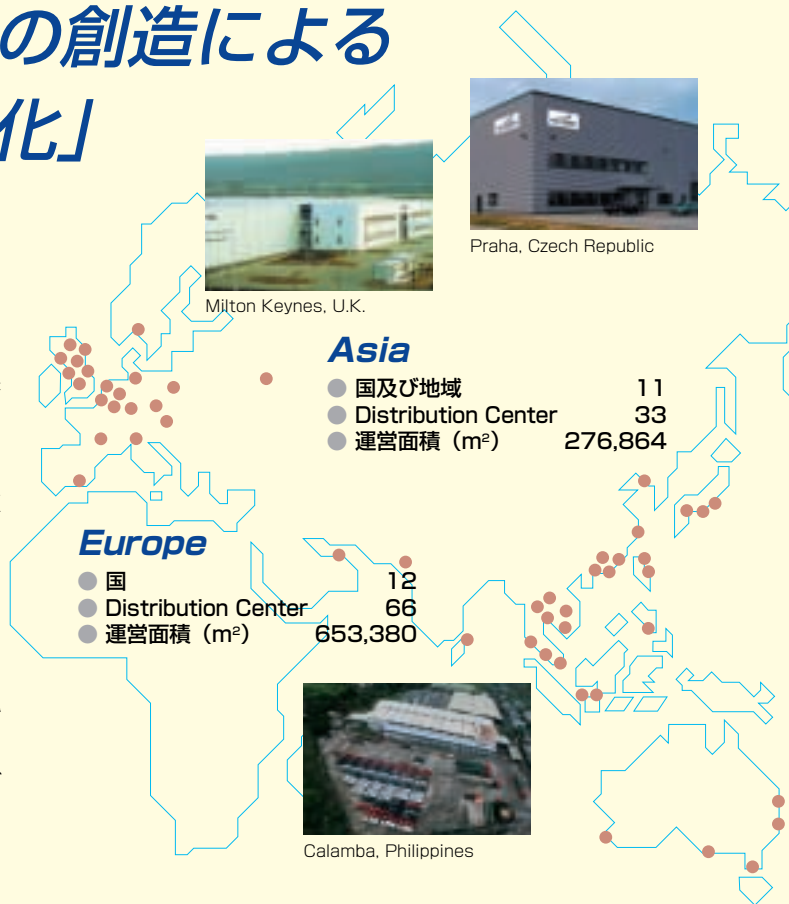 の創造による
化」
Praha, Czech Republic
Milton Keynes, U.K.
Asia
国及び地域 11
Distribution Center 33
運営面積（m²） 276,864
Europe
国 12
Distribution Center 66
運営面積（m²） 653,380
Calamba, Philippines